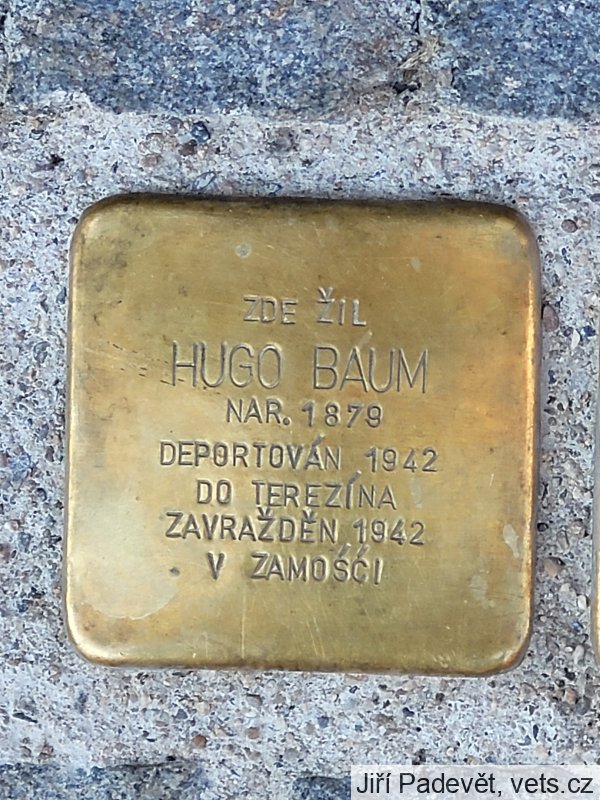 ZDE ŽIL
HUGO BAUM
NAR. 1879
DEPORTOVÁN 1942
DO TEREZÍNA
ZAVRAŽDĚN 1942
V ZAMOŚĆI
Jiří Padevět, vets.cz